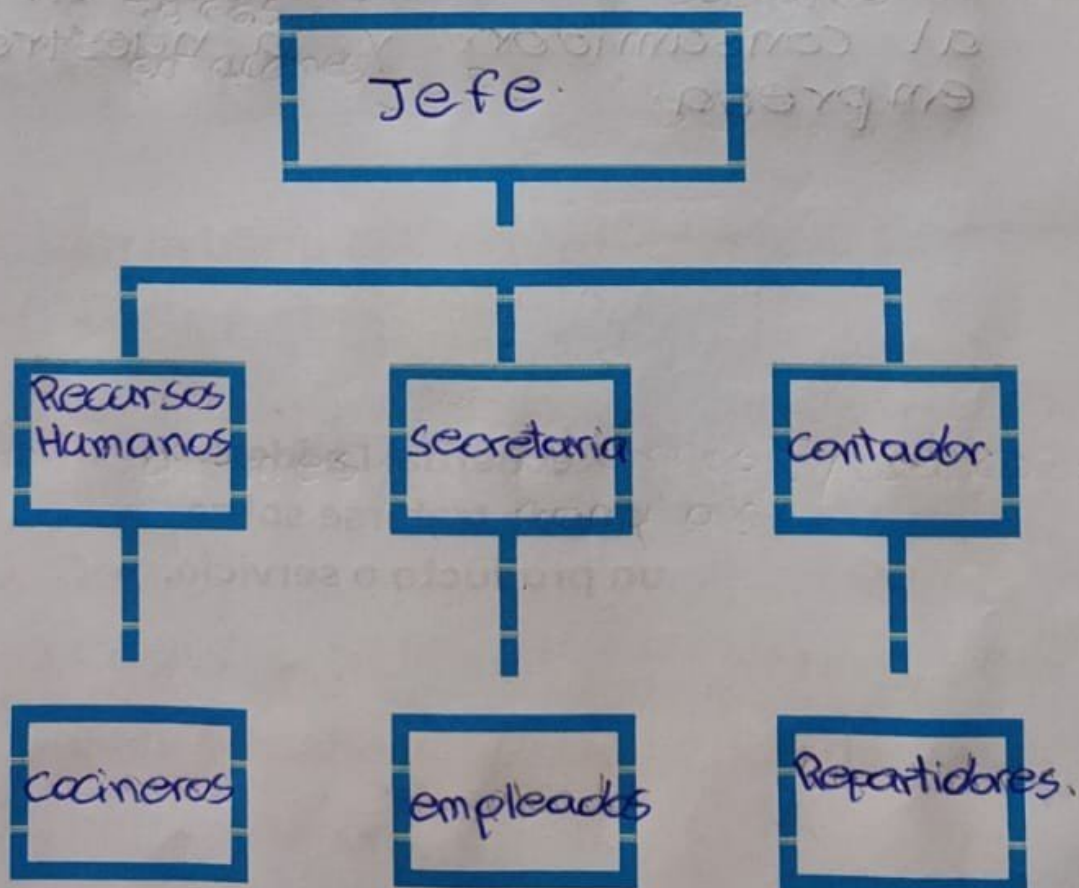 Jefe.
Recursos
Humanos
secretaria
contador.
cocineros
empleados
Repartidores.